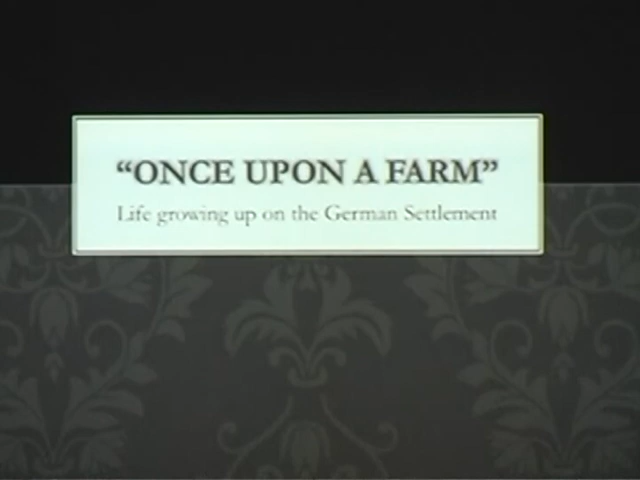 “ONCE UPON A FARM”
Life growing up on the German Settlement